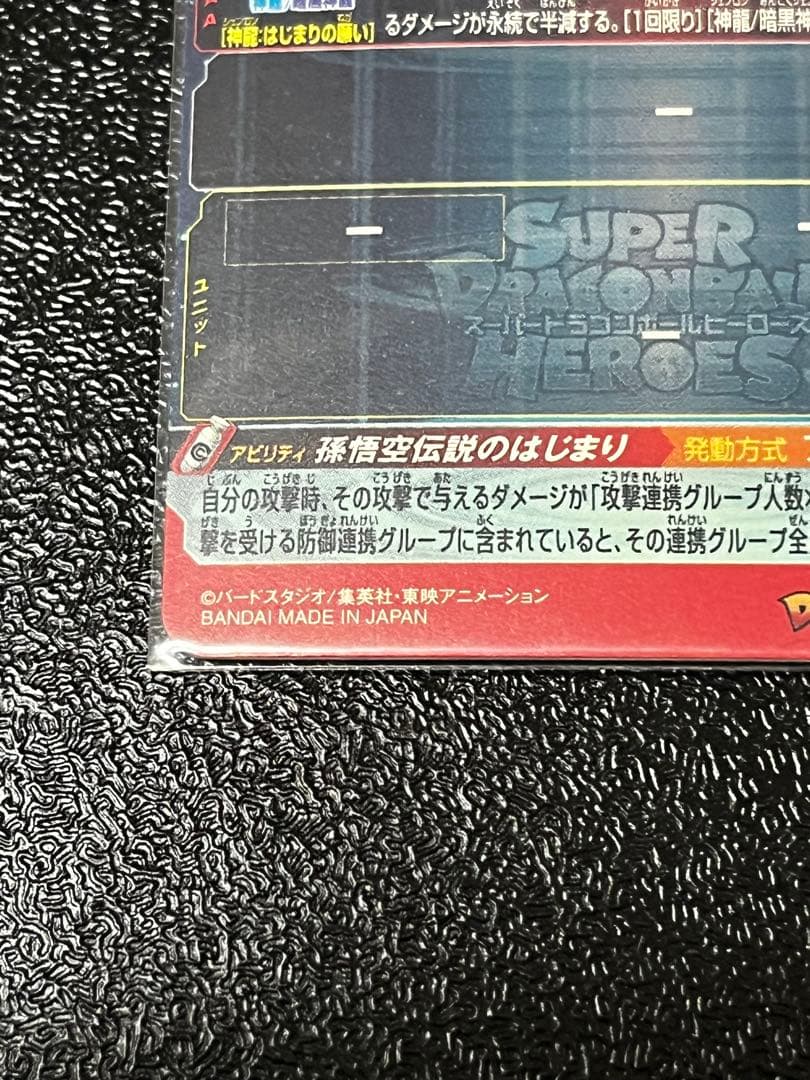 [神龍:はじまりの願い]
るダメージが永続で半減する。[1回限り][神龍/暗黒
SUPER
DRAGONBALL
スーパードラゴンボールヒーローズ
HEROES
ユニット
アビリティ 孫悟空伝説のはじまり 発動方式
自分の攻撃時、その攻撃で与えるダメージが「攻撃連携グループ人数
撃を受ける防御連携グループに含まれていると、その連携グループ全
©バードスタジオ/集英社・東映アニメーション
BANDAI MADE IN JAPAN